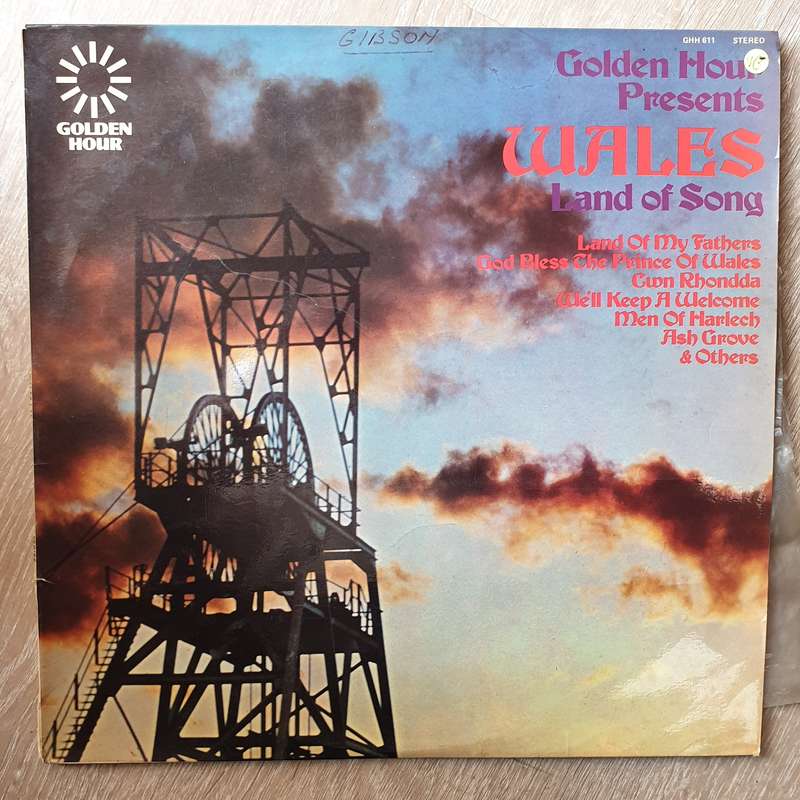 GIBSON
GHH 611 STEREO
GOLDEN
HOUR
Golden Hour
Presents
WALES
Land of Song
Land Of My Fathers
God Bless The Prince Of Wales
Cwn Rhondda
We'll Keep A Welcome
Men Of Harlech
Ash Grove
& Others